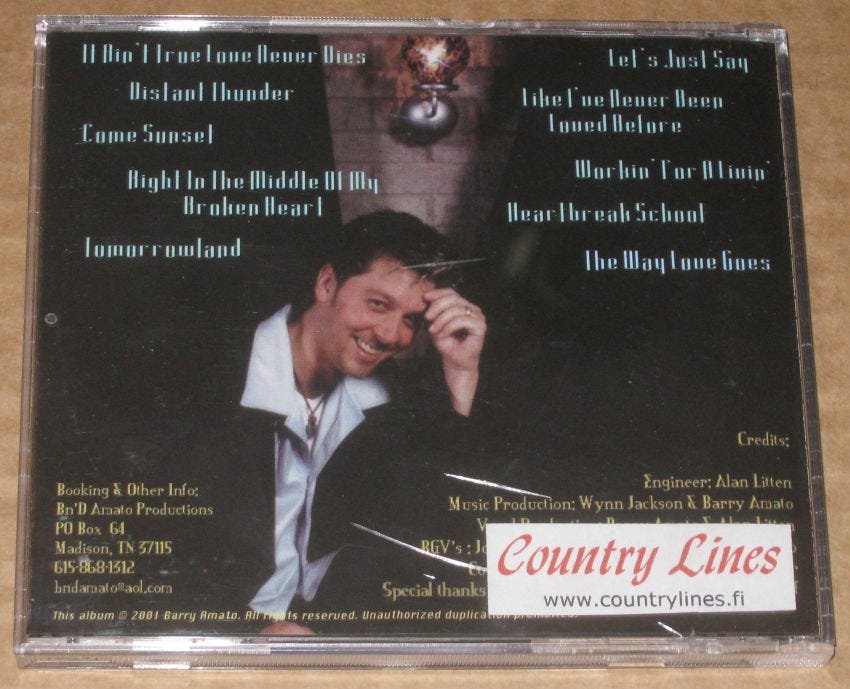 It Ain't True Love Never Dies
Distant Thunder
Come Sunset
Right In The Middle Of My
Broken Heart
Tomorrowland
Let's Just Say
Like I've Never Been
Loved Before
Workin' For A Livin'
Heartbreak School
The Way Love Goes
Credits:
Engineer: Alan Litten
Music Production: Wynn Jackson & Barry Amato
BGV's :
Special thanks
Booking & Other Info:
Bn'D Amato Productions
PO Box 64
Madison, TN 37115
615-868-1312
bndamato@aol.com
This album © 2001 Barry Amato. All rights reserved. Unauthorized duplication prohibited.
Country Lines
www.countrylines.fi